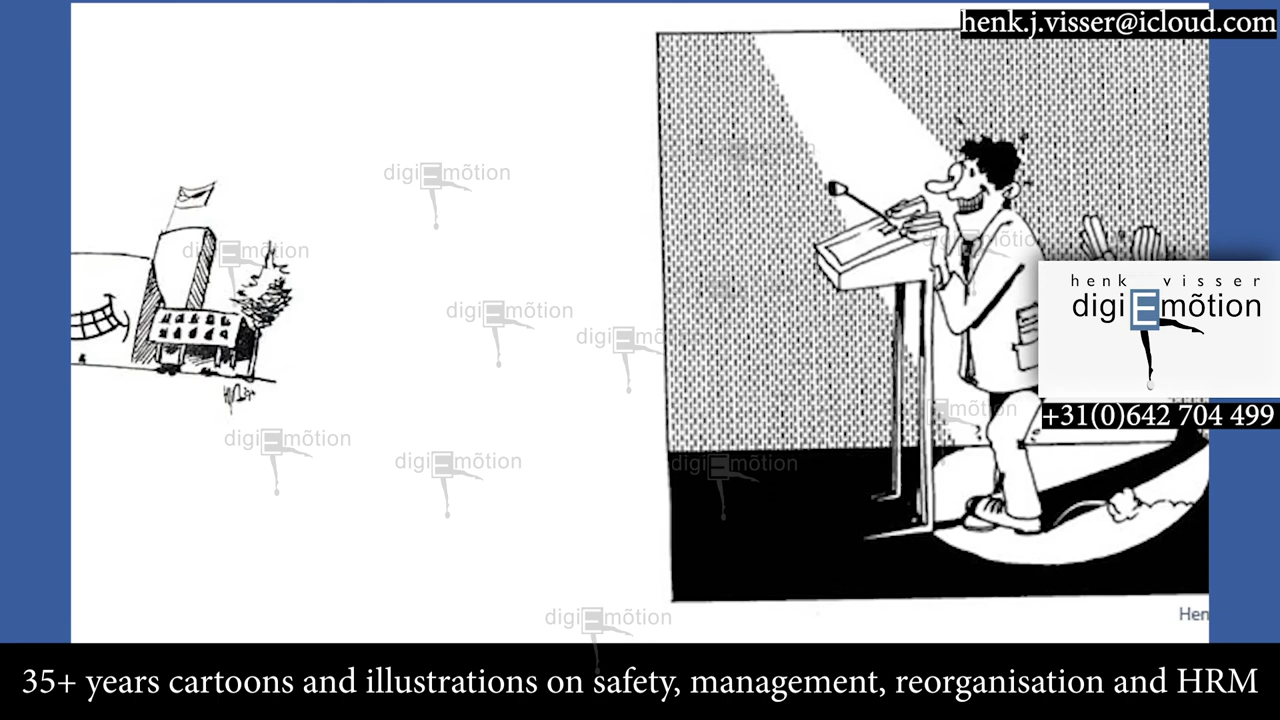 henk.j.visser@icloud.com
digiEmõtion
digiEmõtion
digiEmõtion
digiEmõtion
henk visser
digiEmõtion
+31(0)642 704 499
digiEmõtion
digiEmõtion
digiEmõtion
Hen
digiEmõtion
35+ years cartoons and illustrations on safety, management, reorganisation and HRM